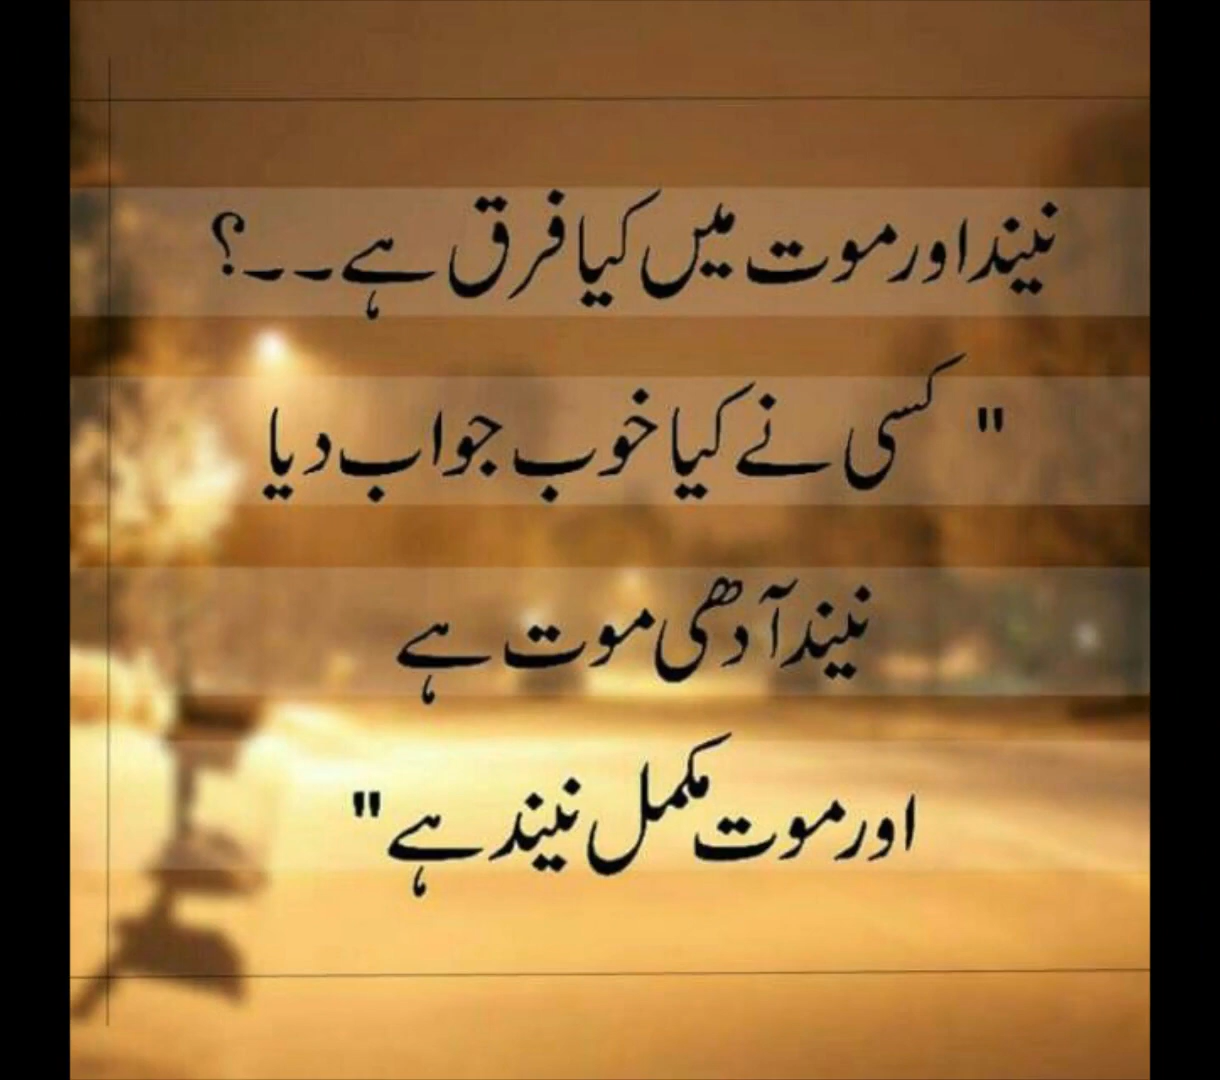 نیند اور موت میں کیا فرق ہے۔۔۔؟
" کسی نے کیا خوب جواب دیا
نیند آدھی موت ہے
اور موت مکمل نیند ہے "